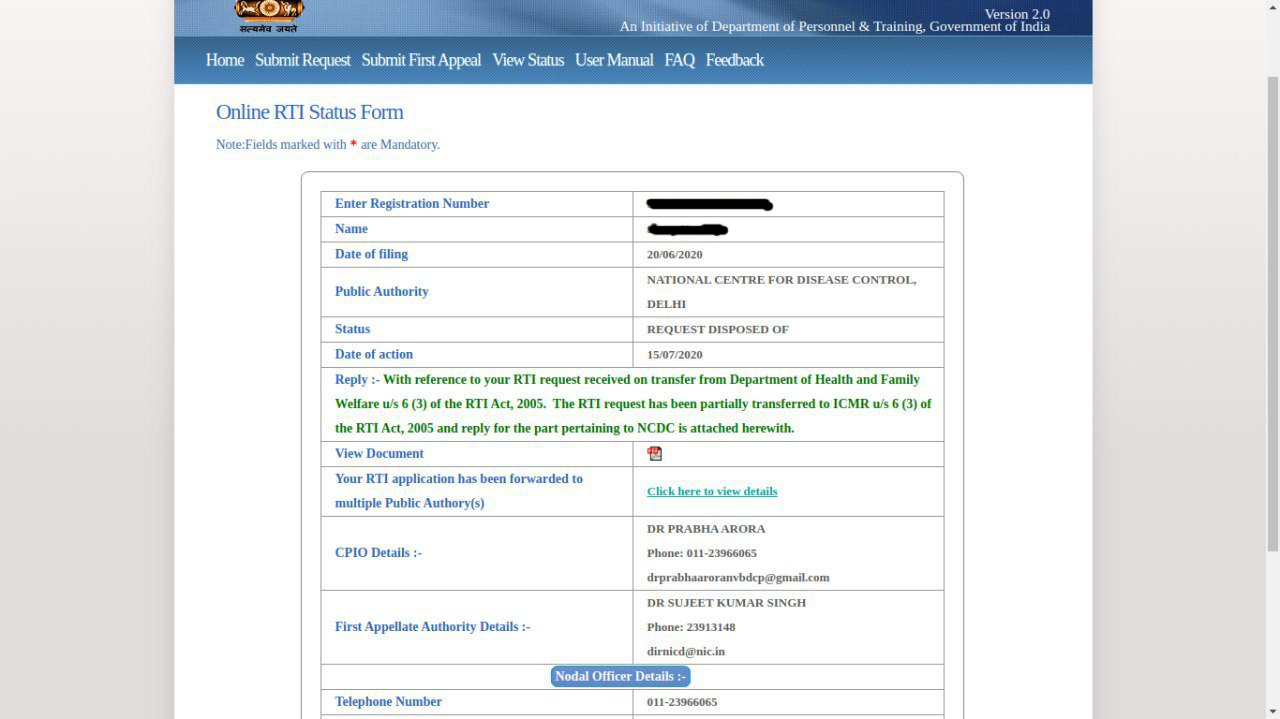 सत्यमेव जयते
Version 2.0
An Initiative of Department of Personnel & Training, Government of India
Home Submit Request Submit First Appeal View Status User Manual FAQ Feedback
Online RTI Status Form
Note:Fields marked with * are Mandatory.
Enter Registration Number
Name
Date of filing 20/06/2020
Public Authority NATIONAL CENTRE FOR DISEASE CONTROL,
DELHI
Status REQUEST DISPOSED OF
Date of action 15/07/2020
Reply :- With reference to your RTI request received on transfer from Department of Health and Family
Welfare u/s 6 (3) of the RTI Act, 2005.  The RTI request has been partially transferred to ICMR u/s 6 (3) of
the RTI Act, 2005 and reply for the part pertaining to NCDC is attached herewith.
View Document
Your RTI application has been forwarded to
multiple Public Authory(s)
Click here to view details
CPIO Details :-
DR PRABHA ARORA
Phone: 011-23966065
drprabhaaroranvbdcp@gmail.com
First Appellate Authority Details :-
DR SUJEET KUMAR SINGH
Phone: 23913148
dirnicd@nic.in
Nodal Officer Details :-
Telephone Number 011-23966065